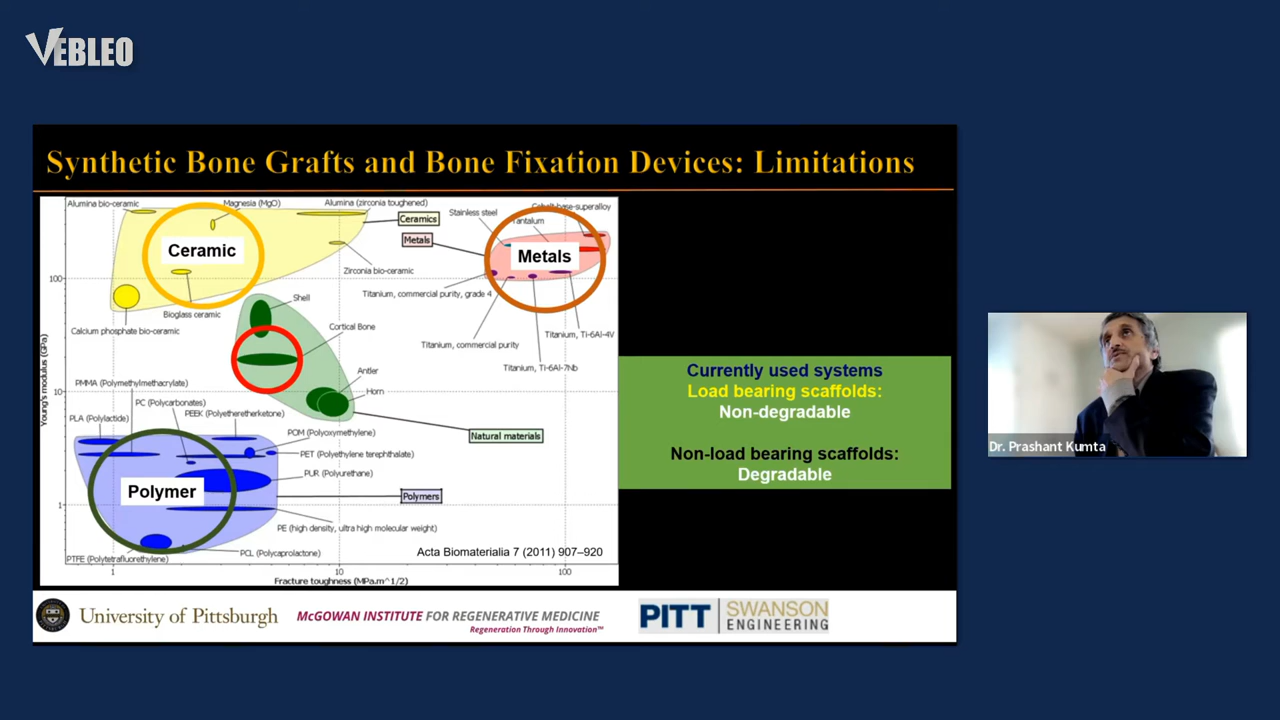 VEBLEO
Synthetic Bone Grafts and Bone Fixation Devices: Limitations
Alumina bio-ceramic
Magnesia (MgO)
Alumina (zirconia toughened)
Ceramics
Stainless steel
Cobalt-base-superalloy
Tantalum
Metals
Ceramic
Metals
Zirconia bio-ceramic
100
Titanium, commercial purity, grade 4
Shell
Bioglass ceramic
Calcium phosphate bio-ceramic
Cortical Bone
Titanium, Ti-6Al-4V
Titanium, commercial purity
Titanium, Ti-6Al-7Nb
Young's modulus (GPa)
Antler
PMMA (Polymethylmethacrylate)
10
Horn
PC (Polycarbonates)
PEEK (Polyetheretherketone)
PLA (Polylactide)
POM (Polyoxymethylene)
Natural materials
PET (Polyethylene terephthalate)
PUR (Polyurethane)
Polymer
Polymers
1
PE (high density, ultra high molecular weight)
PCL (Polycaprolactone)
PTFE (Polytetrafluoroethylene)
Acta Biomaterialia 7 (2011) 907–920
1
10
100
Fracture toughness (MPa.m^1/2)
Currently used systems
Load bearing scaffolds:
Non-degradable
Non-load bearing scaffolds:
Degradable
Dr. Prashant Kumta
University of Pittsburgh
McGOWAN INSTITUTE FOR REGENERATIVE MEDICINE
Regeneration Through Innovation™
PITT
SWANSON
ENGINEERING